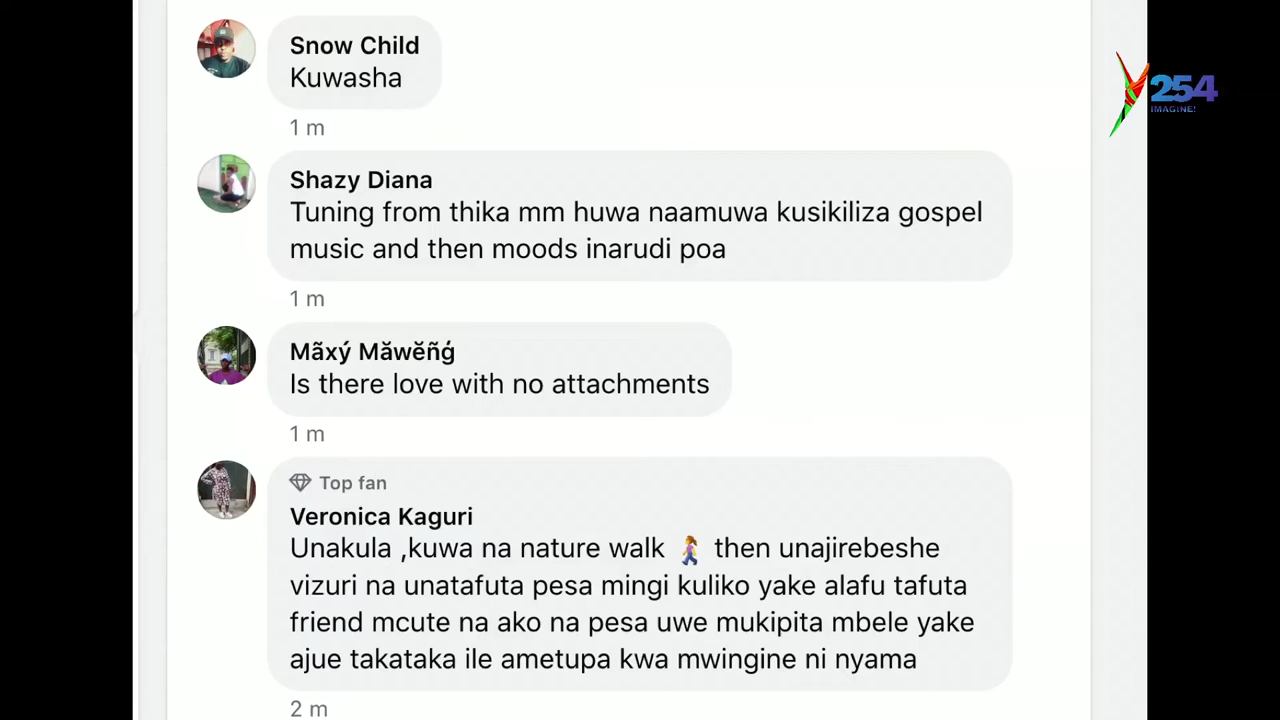 Snow Child
Kuwasha
1 m
Shazy Diana
Tuning from thika mm huwa naamuwa kusikiliza gospel
music and then moods inarudi poa
1 m
Mãxý Măwĕñģ
Is there love with no attachments
1 m
Top fan
Veronica Kaguri
Unakula ,kuwa na nature walk 🚶‍♀️ then unajirebeshe
vizuri na unatafuta pesa mingi kuliko yake alafu tafuta
friend mcute na ako na pesa uwe mukipita mbele yake
ajue takataka ile ametupa kwa mwingine ni nyama
2 m
Y254
IMAGINE!